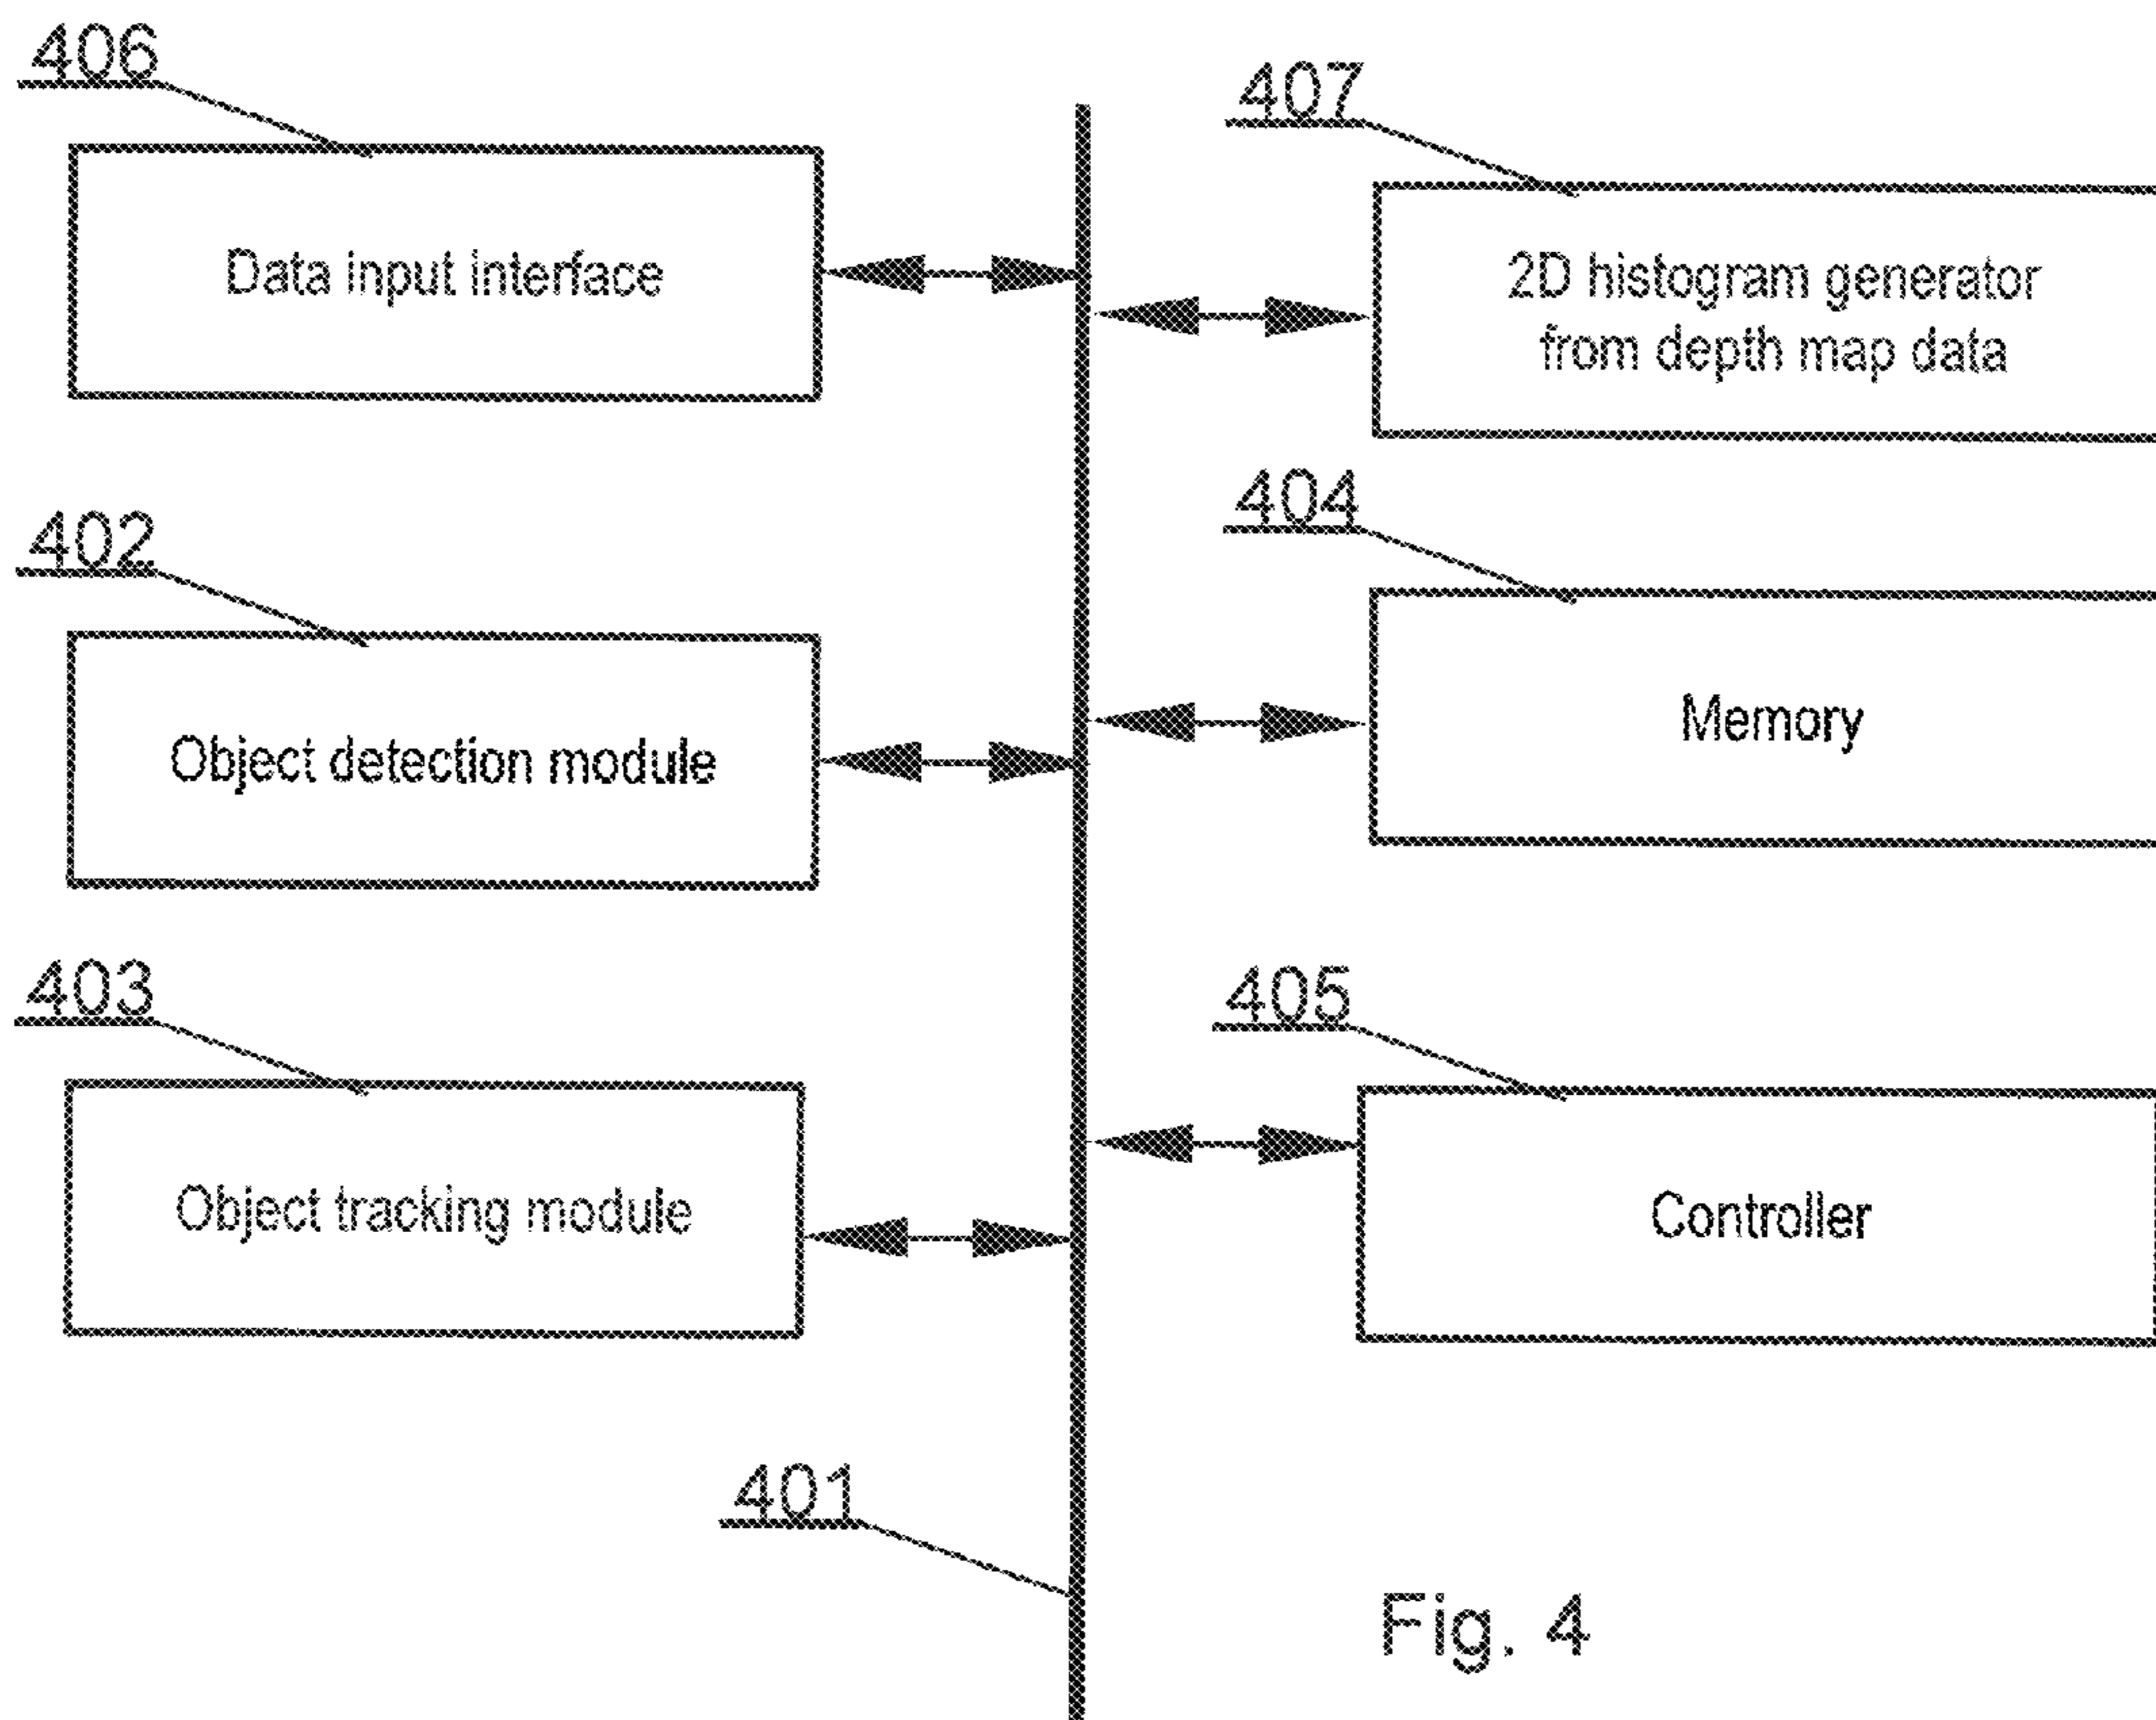 406
Data input interface
407
2D histogram generator
from depth map data
402
Object detection module
404
Memory
403
Object tracking module
405
Controller
401
Fig. 4